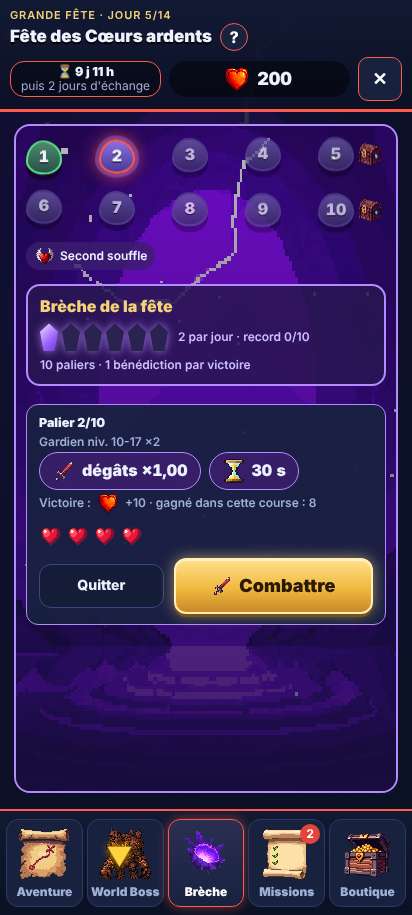 GRANDE FÊTE · JOUR 5/14
Fête des Cœurs ardents ?
9 j 11 h
puis 2 jours d'échange
200
✕
1 2 3 4 5
6 7 8 9 10
Second souffle
Brèche de la fête
2 par jour · record 0/10
10 paliers · 1 bénédiction par victoire
Palier 2/10
Gardien niv. 10-17 ×2
dégâts ×1,00 30 s
Victoire : +10 · gagné dans cette course : 8
Quitter Combattre
2
Aventure World Boss Brèche Missions Boutique